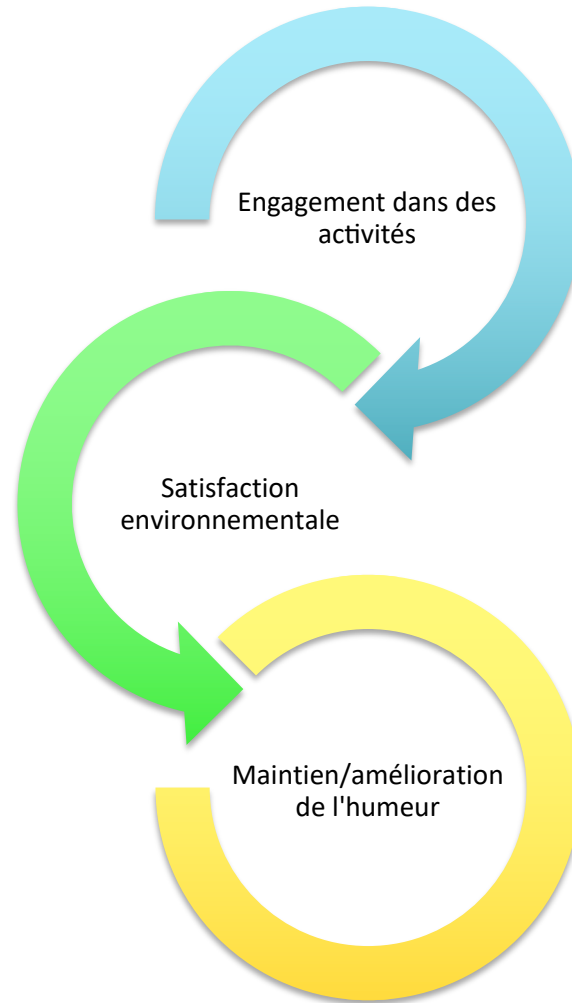 Engagement dans des
activités
Satisfaction
environnementale
Maintien/amélioration
de l'humeur